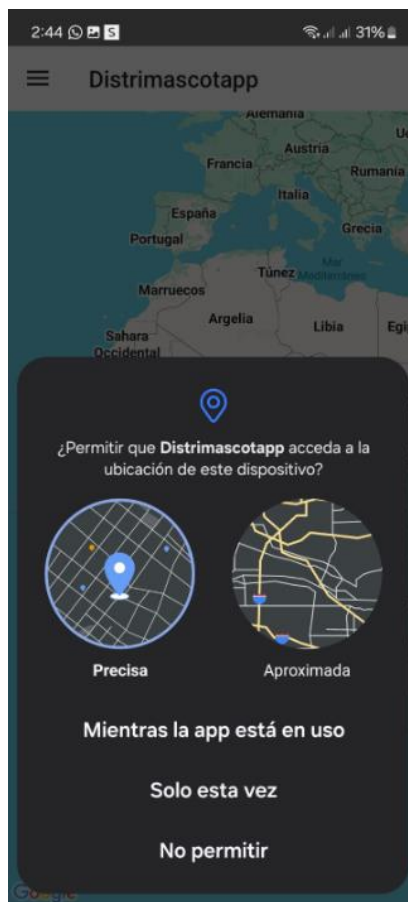 2:44 S 31%
Distrimascotapp
Alemania
Austria
Francia
Rumanía
Italia
España
Grecia
Portugal
Mar
Mediterráneo
Túnez
Marruecos
Argelia
Libia
Sahara
Occidental
¿Permitir que Distrimascotapp acceda a la
ubicación de este dispositivo?
Precisa
Aproximada
Mientras la app está en uso
Solo esta vez
No permitir
Google